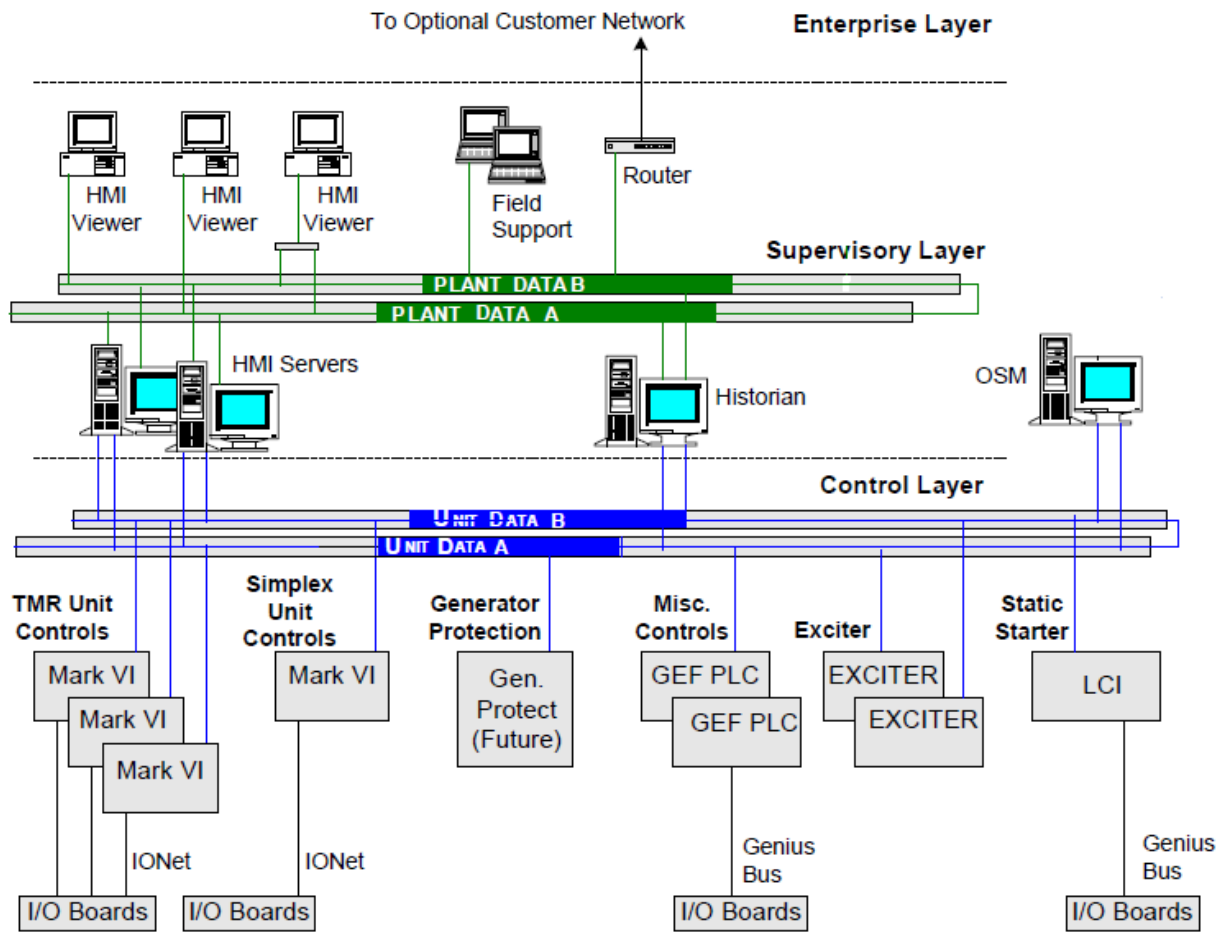 To Optional Customer Network
Enterprise Layer
HMI
Viewer
HMI
Viewer
HMI
Viewer
Field
Support
Router
Supervisory Layer
PLANT DATA B
PLANT DATA A
HMI Servers
Historian
OSM
Control Layer
UNIT DATA B
UNIT DATA A
TMR Unit
Controls
Simplex
Unit
Controls
Generator
Protection
Misc.
Controls
Exciter
Static
Starter
Mark VI
Mark VI
Mark VI
Mark VI
Gen.
Protect
(Future)
GEF PLC
GEF PLC
EXCITER
EXCITER
LCI
IONet
IONet
Genius
Bus
Genius
Bus
I/O Boards
I/O Boards
I/O Boards
I/O Boards